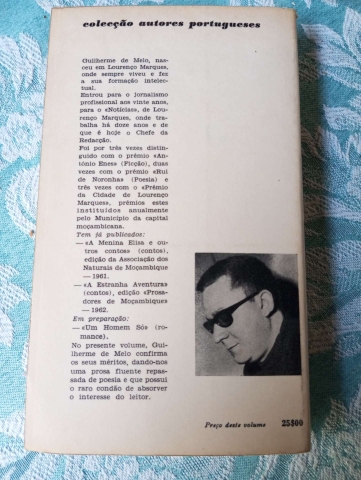 colecção autores portugueses
Guilherme de Melo, nas-
ceu em Lourenço Marques,
onde sempre viveu e fez
a sua formação intelec-
tual.
Entrou para o jornalismo
profissional aos vinte anos,
para o «Notícias», de Lou-
renço Marques, onde tra-
balha há doze anos e de
que é hoje o Chefe da
Redacção.
Foi por três vezes distin-
guido com o prémio «An-
tónio Enes» (Ficção), duas
vezes com o prémio «Rui
de Noronha» (Poesia) e
três vezes com o «Prémio
da Cidade de Lourenço
Marques», prémios estes
instituídos anualmente
pelo Município da capital
moçambicana.
Tem já publicados:
— «A Menina Elisa e ou-
tros contos» (contos),
edição da Associação dos
Naturais de Moçambique
— 1961.
— «A Estranha Aventura»
(contos), edição «Prosa-
dores de Moçambique»
— 1962.
Em preparação:
— «Um Homem Só» (ro-
mance).
No presente volume, Gui-
lherme de Melo confirma
os seus méritos, dando-nos
uma prosa fluente repas-
sada de poesia e que possui
o raro condão de absorver
o interesse do leitor.
Preço deste volume 25$00